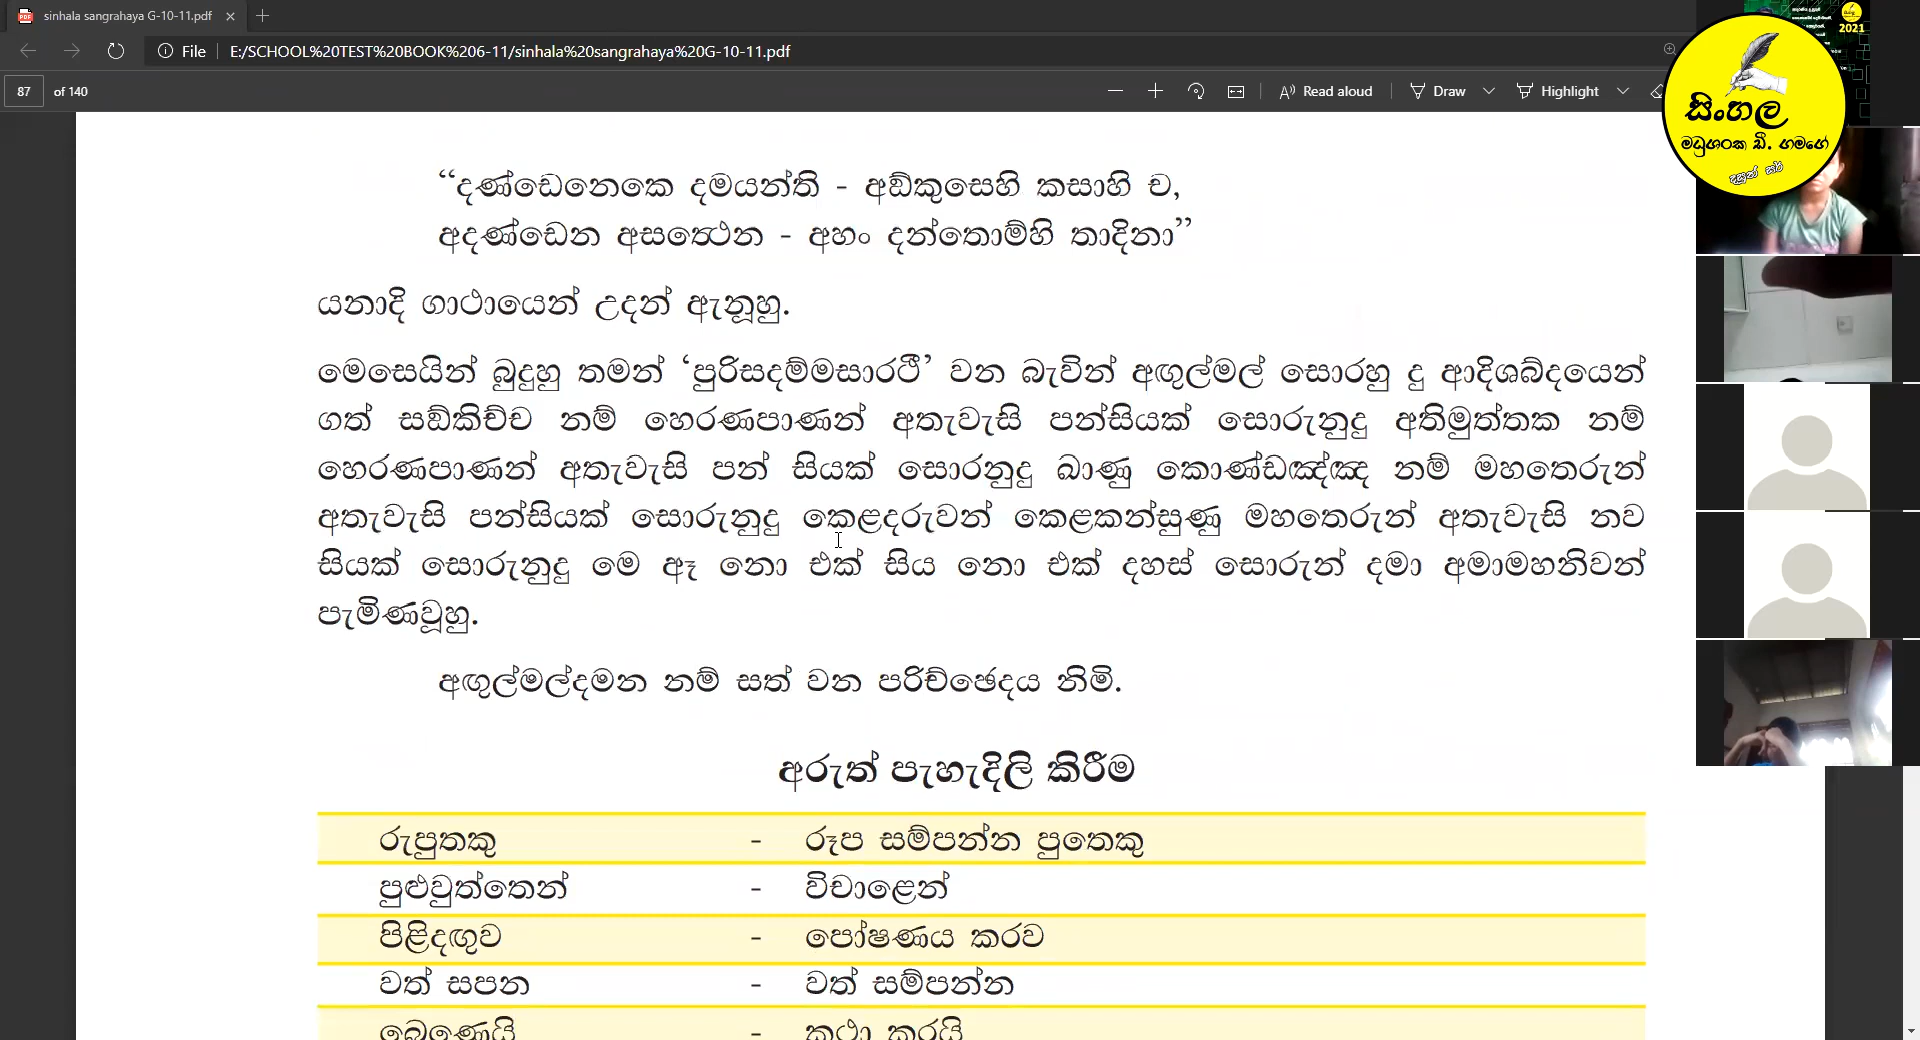 sinhala sangrahaya G-10-11.pdf
File E:/SCHOOL%20TEST%20BOOK%206-11/sinhala%20sangrahaya%20G-10-11.pdf
87 of 140 Read aloud Draw Highlight
2021
සිංහල
මධුශංක ඩී. ගමගේ
“දණ්ඩෙනෙකෙ දමයන්ති - අඞ්කුසෙහි කසාහි ච,
අදණ්ඩෙන අසත්‍ථෙන - අහං දන්තොම්හි තාදිනා”
යනාදි ගාථායෙන් උදන් ඇනූහු.
මෙසෙයින් බුදුහු තමන් ‘පුරිසදම්මසාරථී’ වන බැවින් අඟුල්මල් සොරහු දු ආදිශබ්දයෙන්
ගත් සඞ්කිච්ච නම් හෙරණපාණන් අතැවැසි පන්සියක් සොරුනුදු අතිමුත්තක නම්
හෙරණපාණන් අතැවැසි පන් සියක් සොරනුදු ඛාණු කොණ්ඩඤ්ඤ නම් මහතෙරුන්
අතැවැසි පන්සියක් සොරුනුදු කෙළදරුවන් කෙළකන්සුණු මහතෙරුන් අතැවැසි නව
සියක් සොරුනුදු මෙ ඈ නො එක් සිය නො එක් දහස් සොරුන් දමා අමාමහනිවන්
පැමිණවූහු.
අඟුල්මල්දමන නම් සත් වන පරිච්ඡෙදය නිමි.
අරුත් පැහැදිලි කිරීම
රුපුතකු - රූප සම්පන්න පුතෙකු
පුළුවුත්තෙන් - විචාළෙන්
පිළිදඟුව - පෝෂණය කරව
වත් සපන - වත් සම්පන්න
බෙණෙයි - කථා කරයි